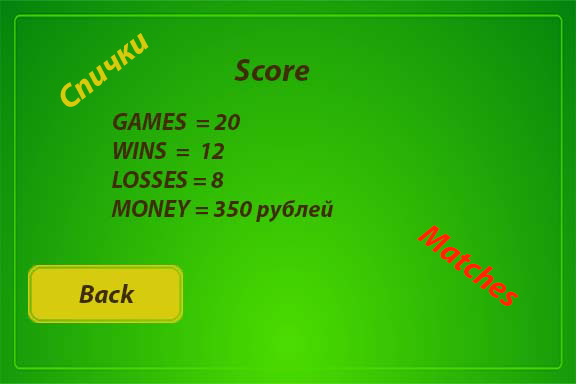 Спички
Score
GAMES = 20
WINS = 12
LOSSES = 8
MONEY = 350 рублей
Matches
Back